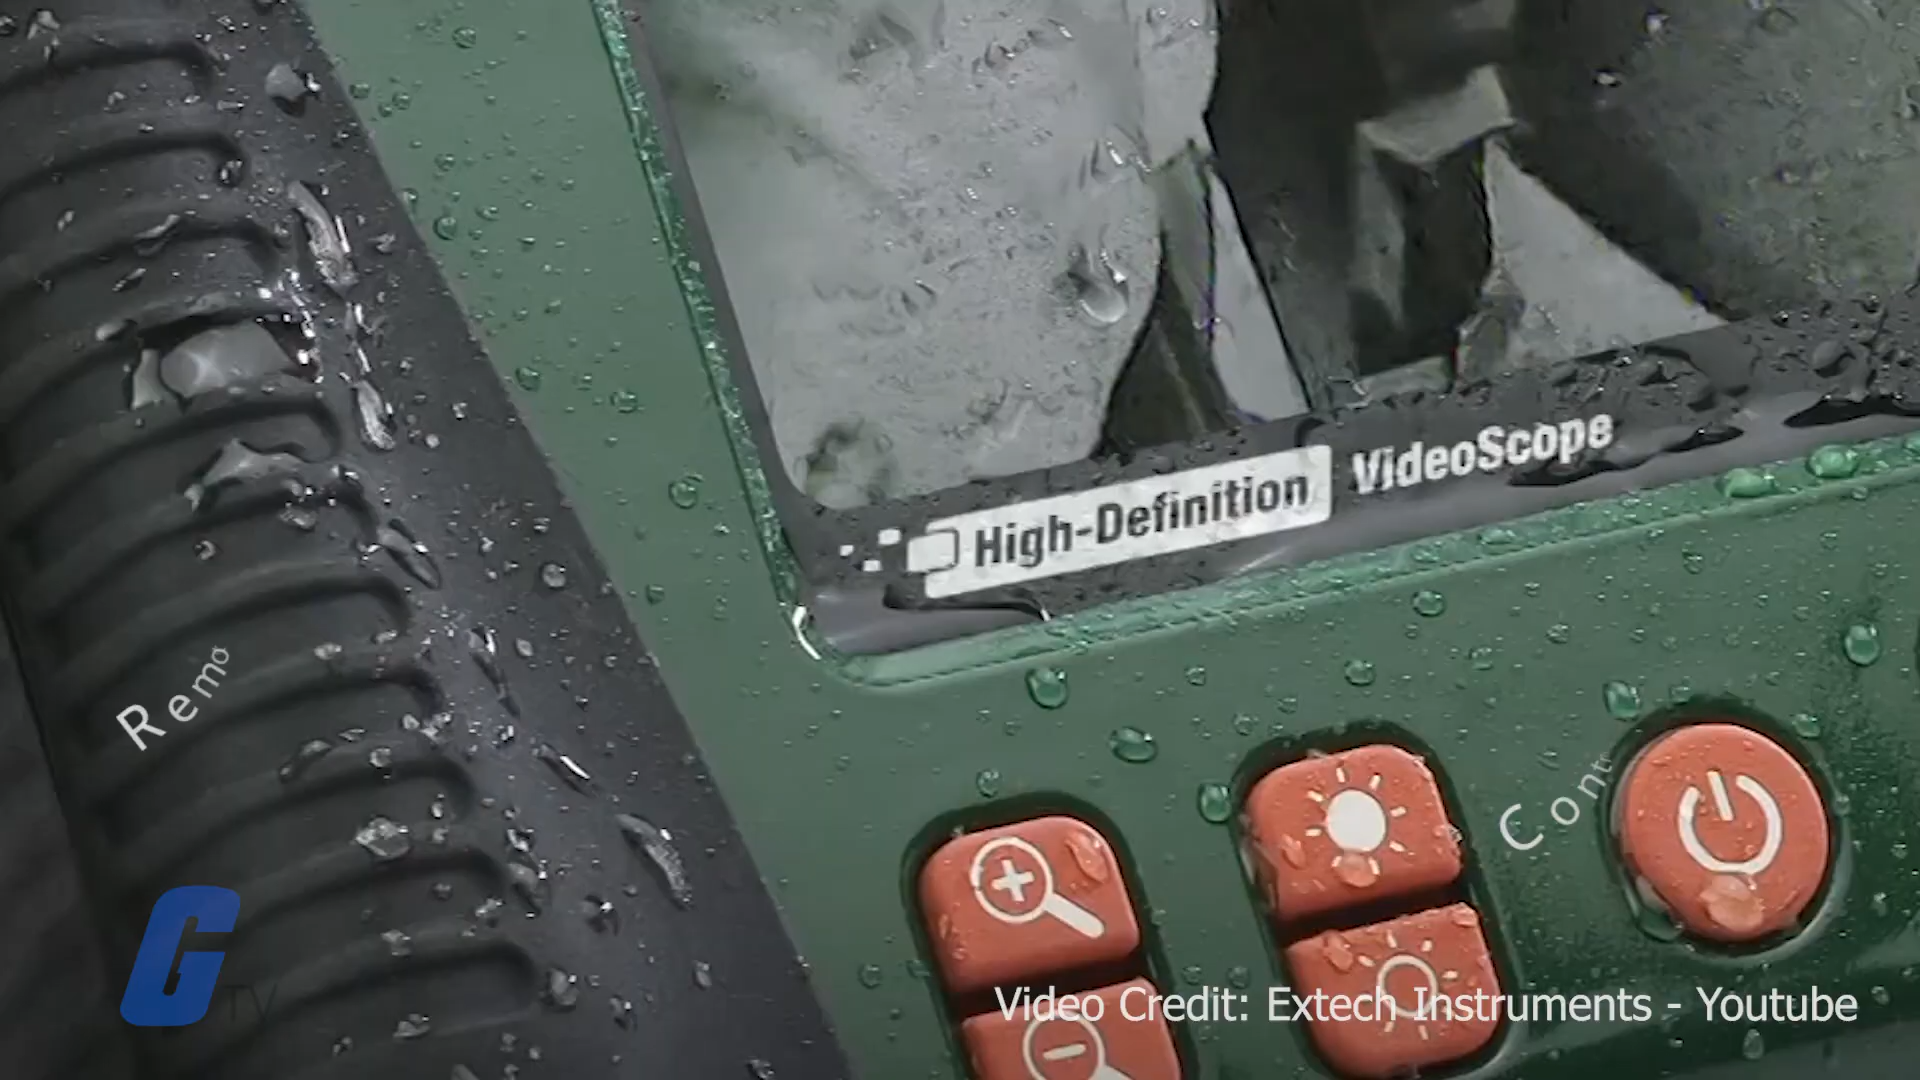 High-Definition VideoScope
Remo
Cont
G TV
Video Credit: Extech Instruments - Youtube